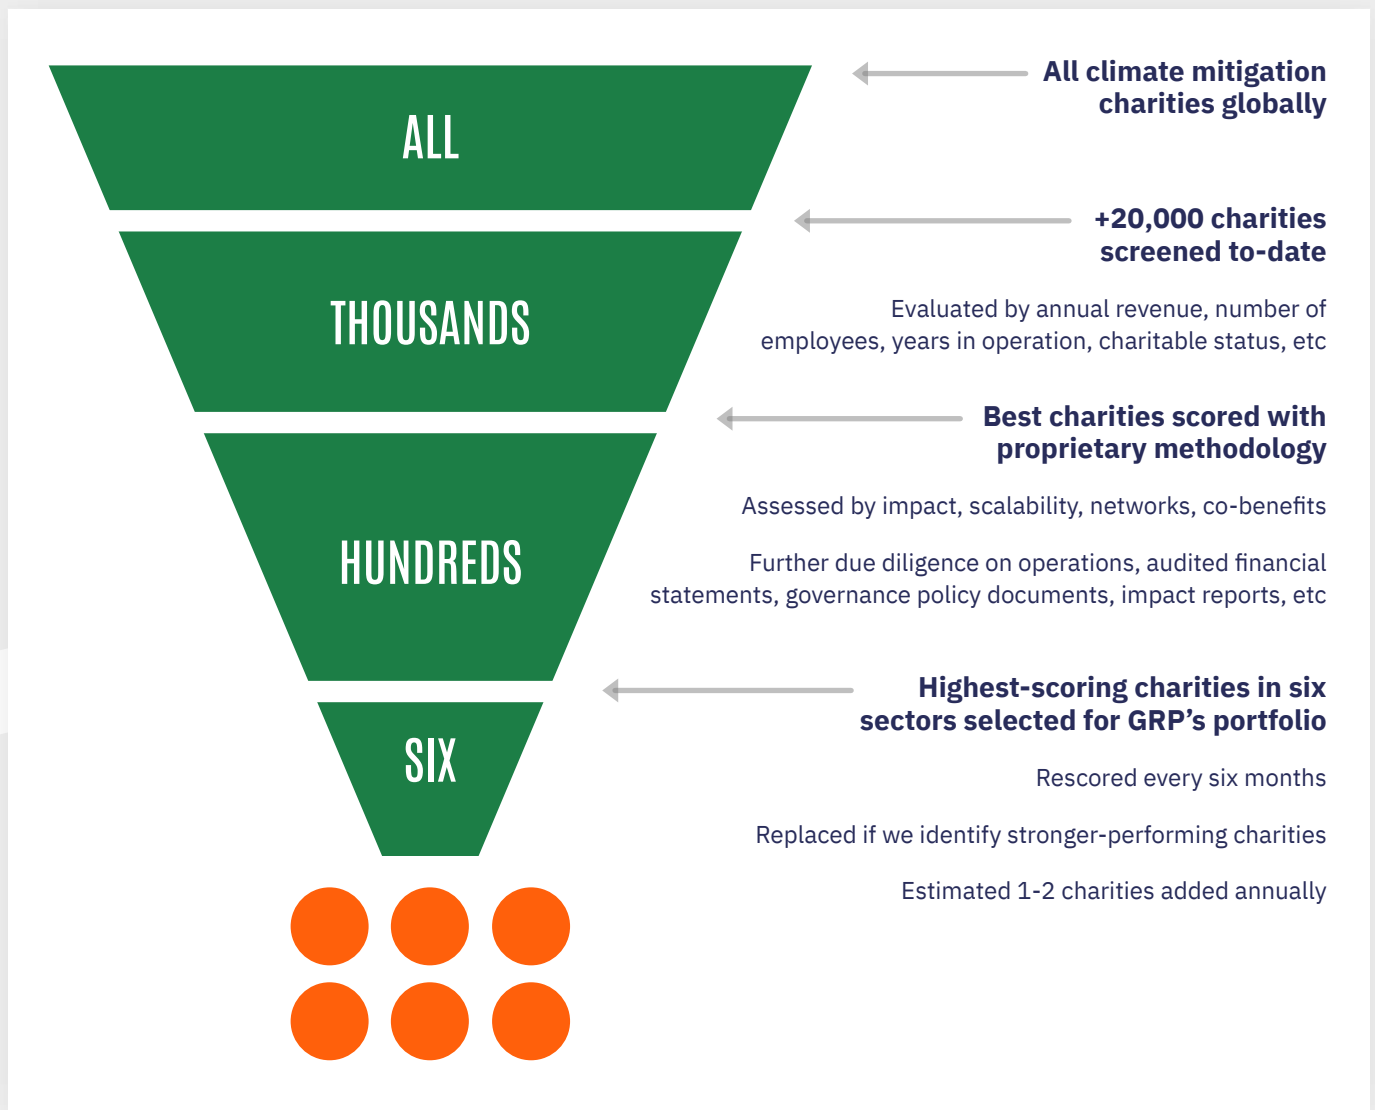 ALL
All climate mitigation
charities globally
+20,000 charities
screened to-date
THOUSANDS
Evaluated by annual revenue, number of
employees, years in operation, charitable status, etc
Best charities scored with
proprietary methodology
HUNDREDS
Assessed by impact, scalability, networks, co-benefits
Further due diligence on operations, audited financial
statements, governance policy documents, impact reports, etc
Highest-scoring charities in six
sectors selected for GRP’s portfolio
SIX
Rescored every six months
Replaced if we identify stronger-performing charities
Estimated 1-2 charities added annually